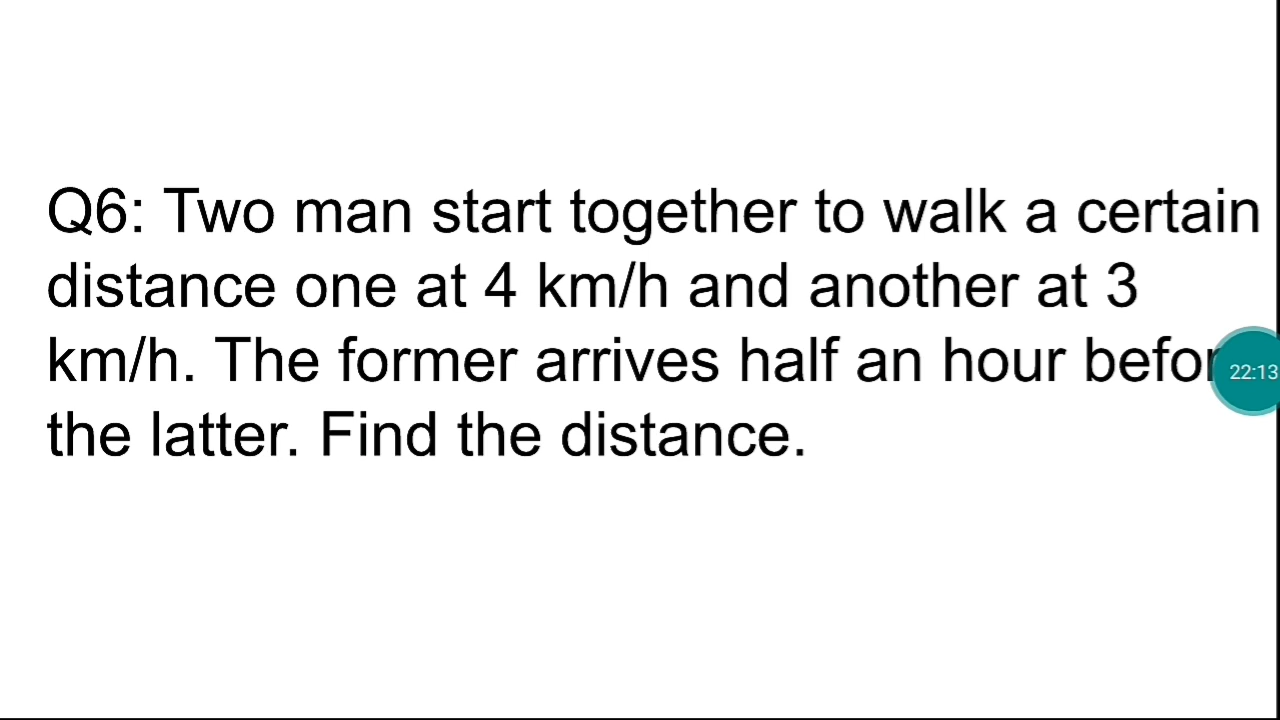 Q6: Two man start together to walk a certain
distance one at 4 km/h and another at 3
km/h. The former arrives half an hour befor
the latter. Find the distance.
22:13